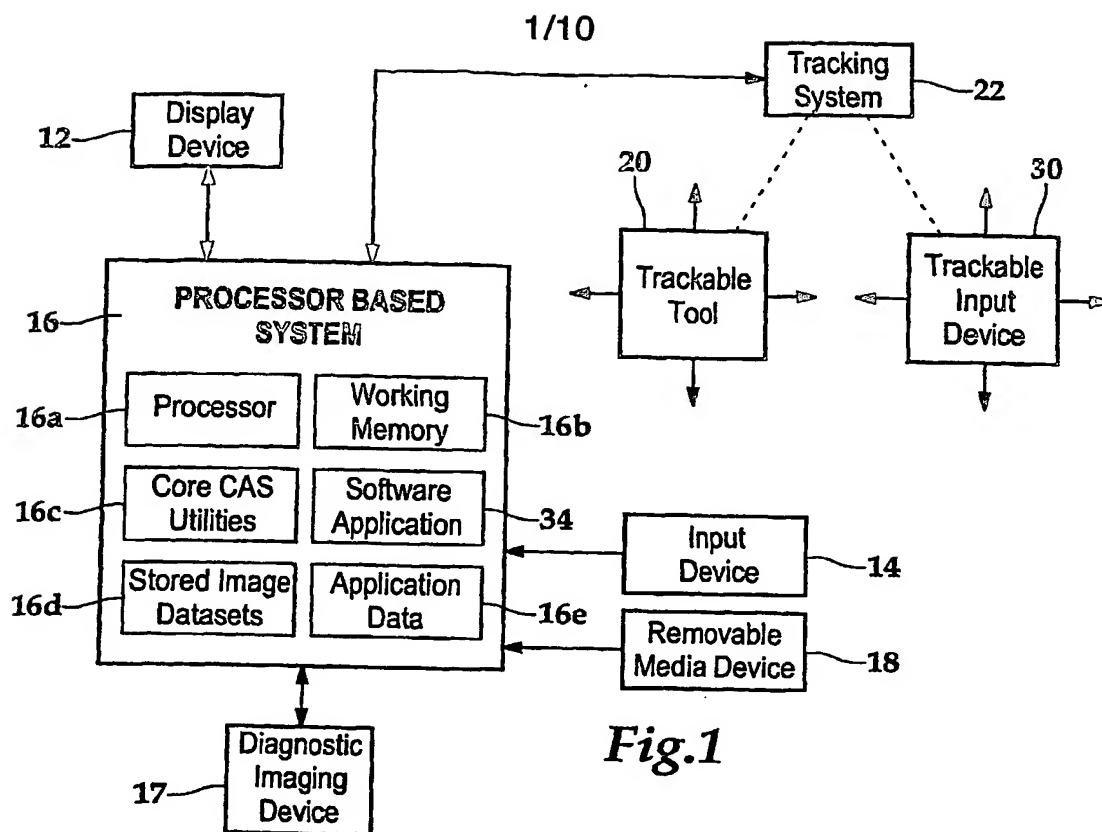 1/10
Tracking
System
22
12
Display
Device
20
30
Trackable
Tool
Trackable
Input
Device
16
PROCESSOR BASED
SYSTEM
16a
Processor
Working
Memory
16b
16c
Core CAS
Utilities
Software
Application
34
16d
Stored Image
Datasets
Application
Data
16e
Input
Device
14
Removable
Media Device
18
17
Diagnostic
Imaging
Device
Fig.1